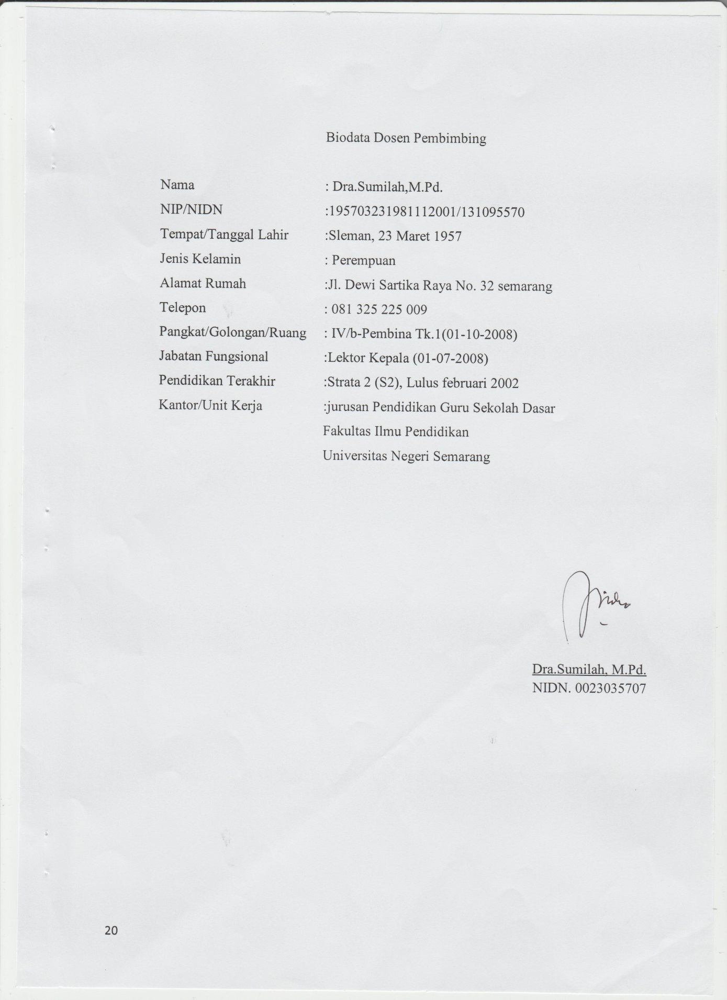 Biodata Dosen Pembimbing
Nama : Dra.Sumilah,M.Pd.
NIP/NIDN :195703231981112001/131095570
Tempat/Tanggal Lahir :Sleman, 23 Maret 1957
Jenis Kelamin : Perempuan
Alamat Rumah :Jl. Dewi Sartika Raya No. 32 semarang
Telepon : 081 325 225 009
Pangkat/Golongan/Ruang : IV/b-Pembina Tk.1(01-10-2008)
Jabatan Fungsional :Lektor Kepala (01-07-2008)
Pendidikan Terakhir :Strata 2 (S2), Lulus februari 2002
Kantor/Unit Kerja :jurusan Pendidikan Guru Sekolah Dasar
Fakultas Ilmu Pendidikan
Universitas Negeri Semarang
Dra.Sumilah, M.Pd.
NIDN. 0023035707
20